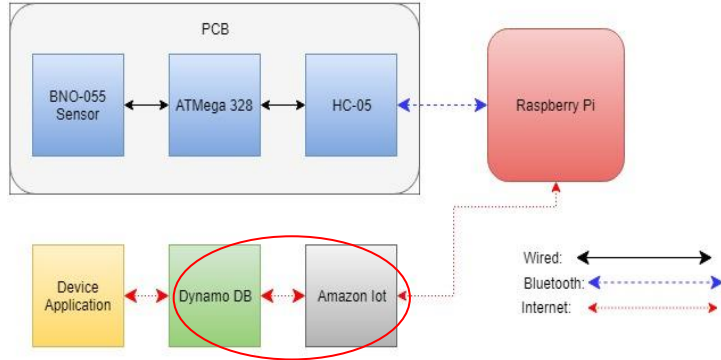 PCB
BNO-055
Sensor
ATMega 328
HC-05
Raspberry Pi
Device
Application
Dynamo DB
Amazon Iot
Wired:
Bluetooth:
Internet: